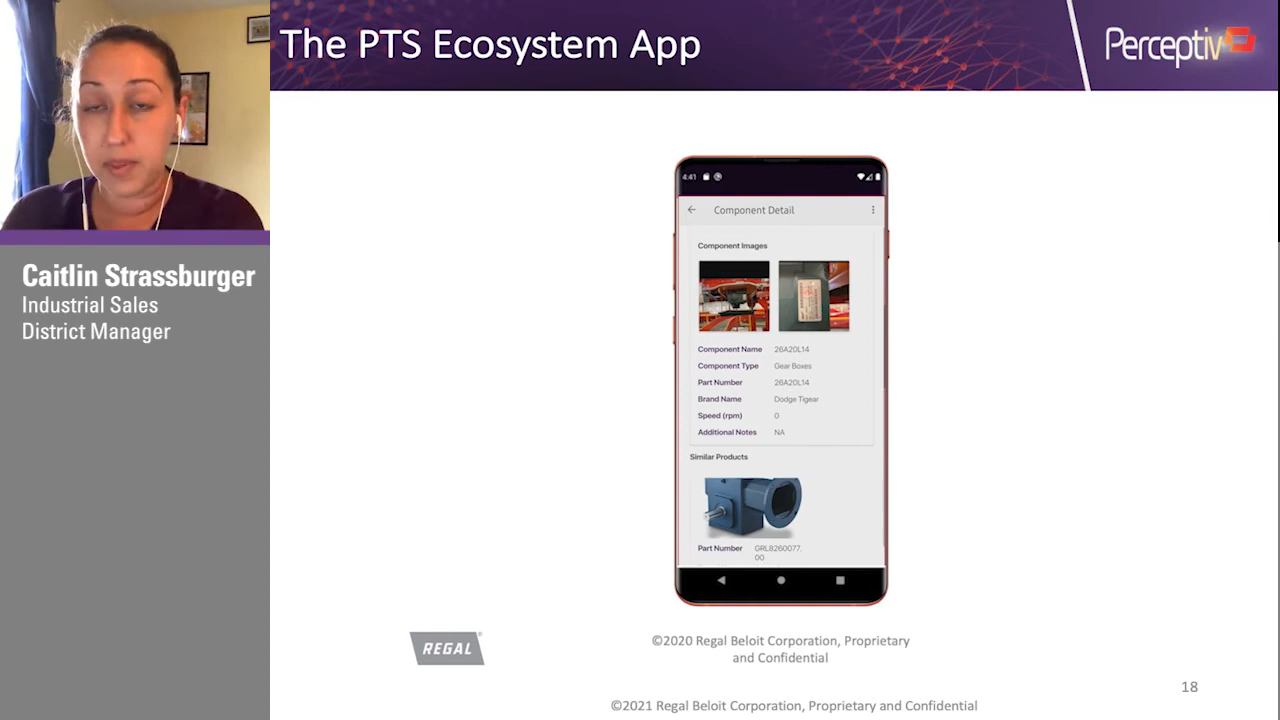 The PTS Ecosystem App
Perceptiv
Caitlin Strassburger
Industrial Sales
District Manager
4:41
Component Detail
Component Images
Component Name 26A20L14
Component Type Gear Boxes
Part Number 26A20L14
Brand Name Dodge Tigear
Speed (rpm) 0
Additional Notes NA
Similar Products
Part Number GRL8260077.
00
REGAL®
©2020 Regal Beloit Corporation, Proprietary
and Confidential
18
©2021 Regal Beloit Corporation, Proprietary and Confidential